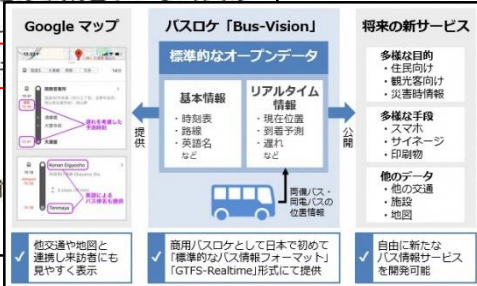 Google マップ
遅れを考慮した
予測時刻
Konan Eigyosho
英語による
バス停名も提供
Tenmaya
✓ 他交通や地図と
連携し来訪者にも
見やすく表示
提供
バスロケ「Bus-Vision」
標準的なオープンデータ
基本情報
・時刻表
・路線
・英語名
など
リアルタイム
情報
・現在位置
・到着予測
・遅れ
など
両備バス・
岡電バスの
位置情報
✓ 商用バスロケとして日本で初めて
「標準的なバス情報フォーマット」
「GTFS-Realtime」形式にて提供
公開
将来の新サービス
多様な目的
・住民向け
・観光客向け
・災害時情報
多様な手段
・スマホ
・サイネージ
・印刷物
他のデータ
・他の交通
・施設
・地図
✓ 自由に新たな
バス情報サービス
を開発可能